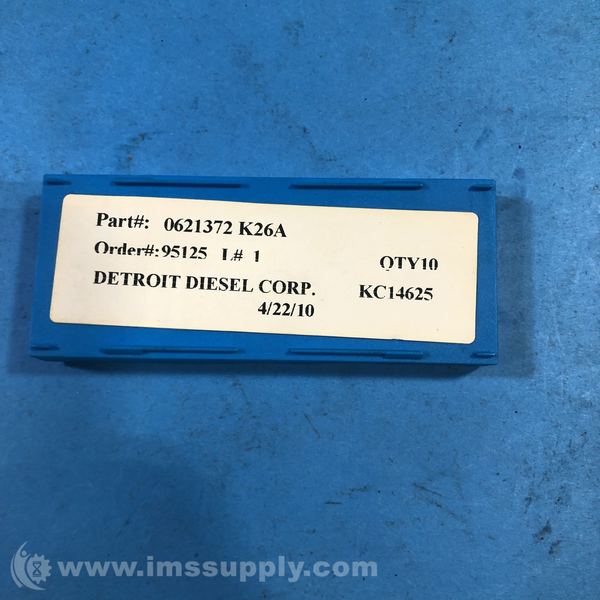 Part#: 0621372 K26A
Order#:95125 L# 1 QTY10
DETROIT DIESEL CORP. KC14625
4/22/10
www.imssupply.com